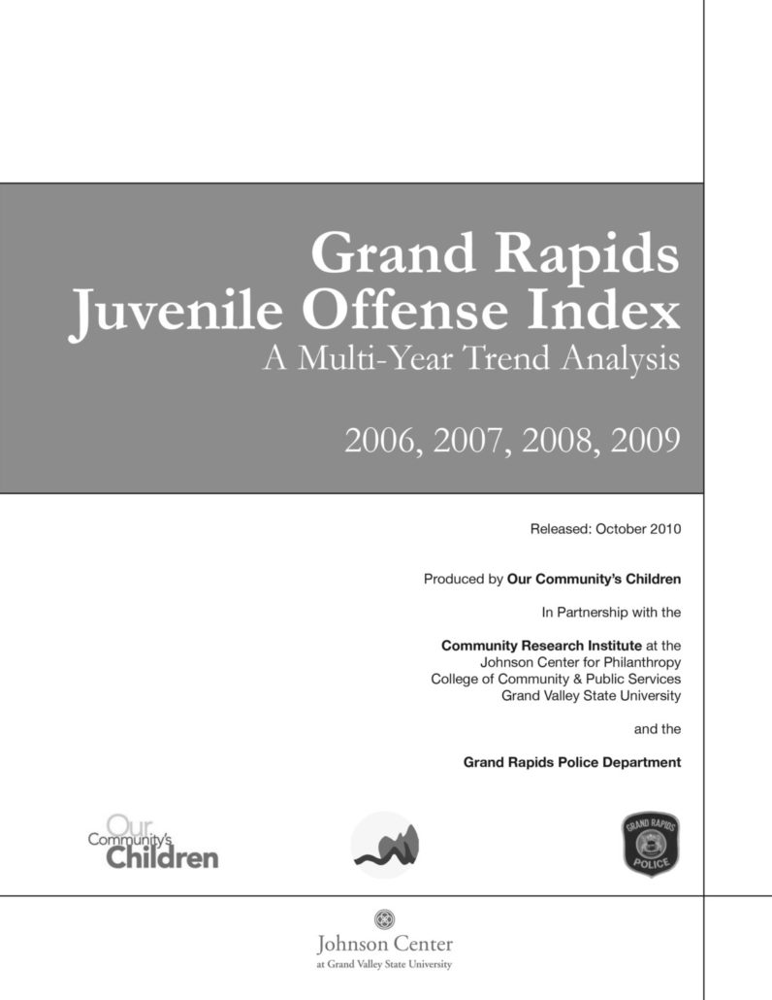 Grand Rapids
Juvenile Offense Index
A Multi-Year Trend Analysis
2006, 2007, 2008, 2009
Released: October 2010
Produced by Our Community’s Children
In Partnership with the
Community Research Institute at the
Johnson Center for Philanthropy
College of Community & Public Services
Grand Valley State University
and the
Grand Rapids Police Department
Our
Community's
Children
GRAND RAPIDS
POLICE
Johnson Center
at Grand Valley State University